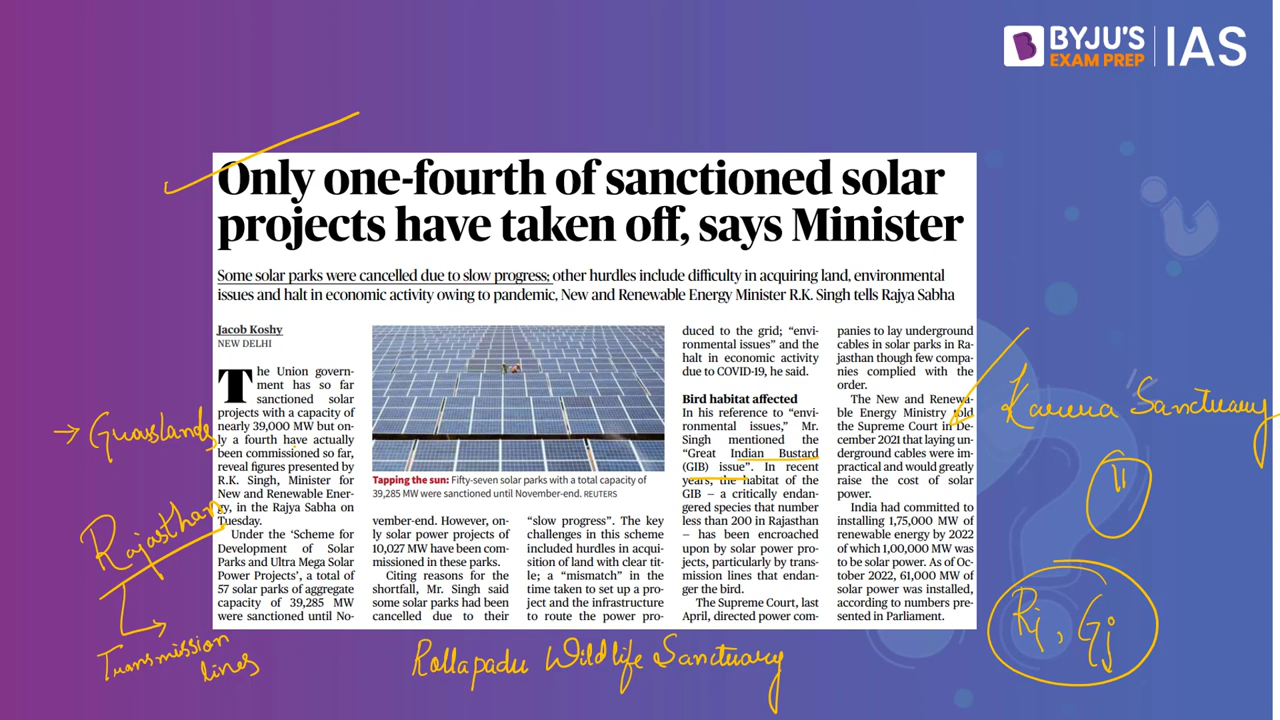 BYJU'S
EXAM PREP
IAS
Only one-fourth of sanctioned solar
projects have taken off, says Minister
Some solar parks were cancelled due to slow progress; other hurdles include difficulty in acquiring land, environmental
issues and halt in economic activity owing to pandemic, New and Renewable Energy Minister R.K. Singh tells Rajya Sabha
Jacob Koshy
NEW DELHI
The Union govern-
ment has so far
sanctioned solar
projects with a capacity of
nearly 39,000 MW but on-
ly a fourth have actually
been commissioned so far,
reveal figures presented by
R.K. Singh, Minister for
New and Renewable Ener-
gy, in the Rajya Sabha on
Tuesday.
Under the 'Scheme for
Development of Solar
Parks and Ultra Mega Solar
Power Projects', a total of
57 solar parks of aggregate
capacity of 39,285 MW
were sanctioned until No-
Tapping the sun: Fifty-seven solar parks with a total capacity of
39,285 MW were sanctioned until November-end. REUTERS
vember-end. However, on-
ly solar power projects of
10,027 MW have been com-
missioned in these parks.
Citing reasons for the
shortfall, Mr. Singh said
some solar parks had been
cancelled due to their
"slow progress". The key
challenges in this scheme
included hurdles in acqui-
sition of land with clear tit-
le; a "mismatch" in the
time taken to set up a pro-
ject and the infrastructure
to route the power pro-
duced to the grid; "envi-
ronmental issues" and the
halt in economic activity
due to COVID-19, he said.
Bird habitat affected
In his reference to "envi-
ronmental issues," Mr.
Singh mentioned the
"Great Indian Bustard
(GIB) issue". In recent
years, the habitat of the
GIB – a critically endan-
gered species that number
less than 200 in Rajasthan
– has been encroached
upon by solar power pro-
jects, particularly by trans-
mission lines that endan-
ger the bird.
The Supreme Court, last
April, directed power com-
panies to lay underground
cables in solar parks in Ra-
jasthan though few compa-
nies complied with the
order.
The New and Renewa-
ble Energy Ministry told
the Supreme Court in De-
cember 2021 that laying un-
derground cables were im-
practical and would greatly
raise the cost of solar
power.
India had committed to
installing 1,75,000 MW of
renewable energy by 2022
of which 1,00,000 MW was
to be solar power. As of Oc-
tober 2022, 61,000 MW of
solar power was installed,
according to numbers pre-
sented in Parliament.
→ Grasslands
Rajasthan
Transmission
lines
Rollapadu Wildlife Sanctuary
Karera Sanctuary
Rj, Gj